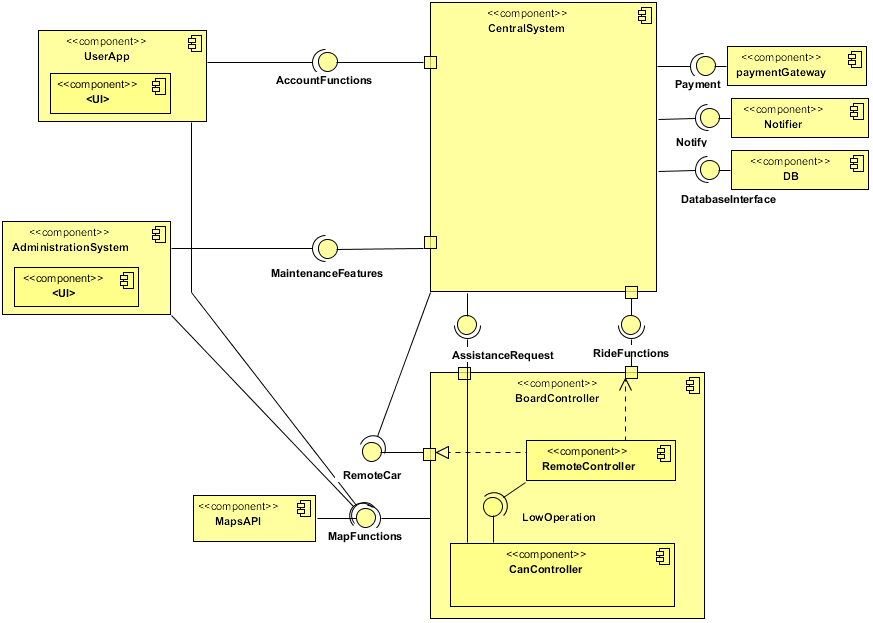 <<component>>
CentralSystem
<<component>>
UserApp
<<component>>
<UI>
AccountFunctions
<<component>>
paymentGateway
Payment
<<component>>
Notifier
Notify
<<component>>
DB
DatabaseInterface
<<component>>
AdministrationSystem
<<component>>
<UI>
MaintenanceFeatures
AssistanceRequest
RideFunctions
<<component>>
BoardController
<<component>>
RemoteController
RemoteCar
<<component>>
MapsAPI
MapFunctions
LowOperation
<<component>>
CanController